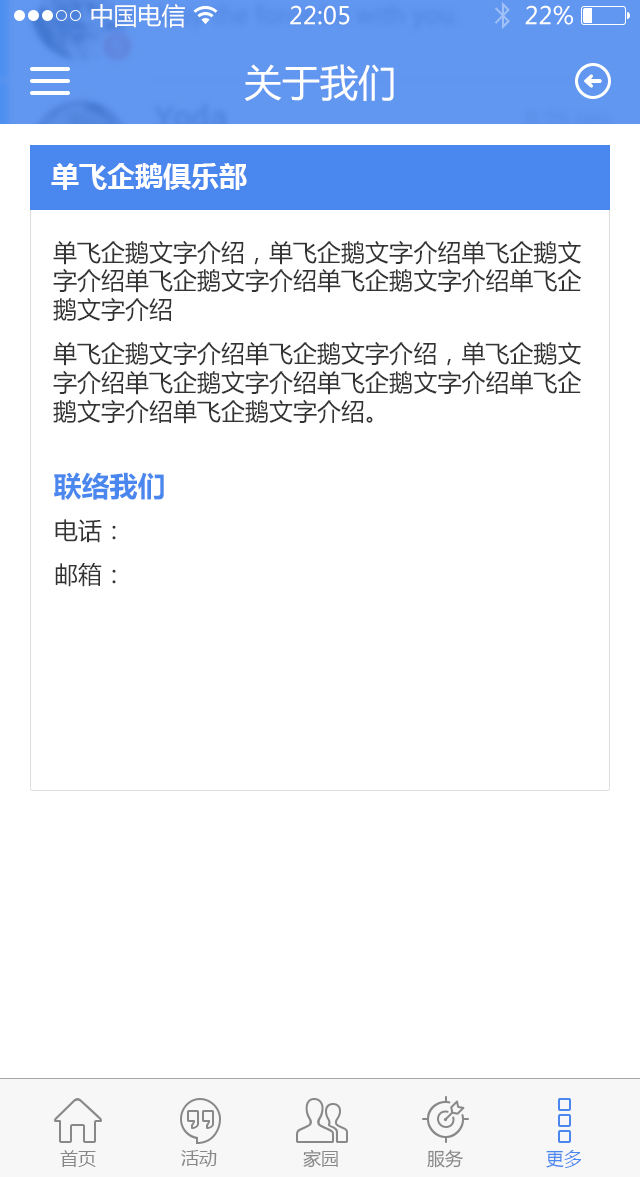 中国电信 22:05 22%
关于我们
单飞企鹅俱乐部
单飞企鹅文字介绍，单飞企鹅文字介绍单飞企鹅文
字介绍单飞企鹅文字介绍单飞企鹅文字介绍单飞企
鹅文字介绍
单飞企鹅文字介绍单飞企鹅文字介绍，单飞企鹅文
字介绍单飞企鹅文字介绍单飞企鹅文字介绍单飞企
鹅文字介绍单飞企鹅文字介绍。
联络我们
电话：
邮箱：
首页 活动 家园 服务 更多